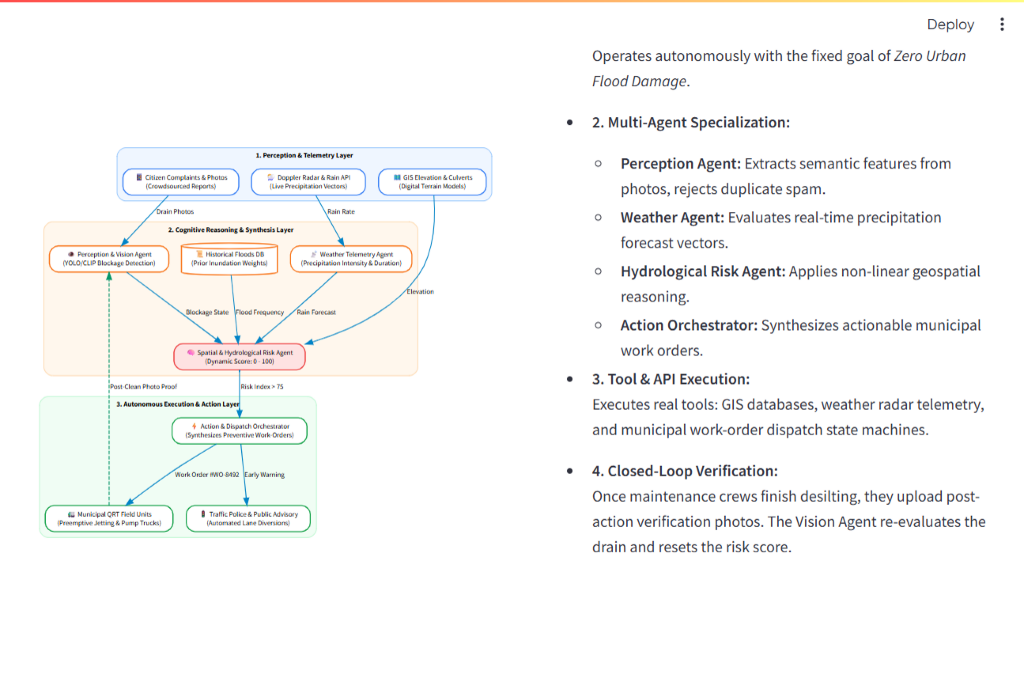 Deploy
1. Perception & Telemetry Layer
Citizen Complaints & Photos
(Crowdsourced Reports)
Doppler Radar & Rain API
(Live Precipitation Vectors)
GIS Elevation & Culverts
(Digital Terrain Models)
Drain Photos
Rain Rate
2. Cognitive Reasoning & Synthesis Layer
Perception & Vision Agent
(YOLO/CLIP Blockage Detection)
Historical Floods DB
(Prior Inundation Weights)
Weather Telemetry Agent
(Precipitation Intensity & Duration)
Elevation
Blockage State
Flood Frequency
Rain Forecast
Spatial & Hydrological Risk Agent
(Dynamic Score: 0 - 100)
Post-Clean Photo Proof
Risk Index > 75
3. Autonomous Execution & Action Layer
Action & Dispatch Orchestrator
(Synthesizes Preventive Work-Orders)
Work Order #WO-8492
Early Warning
Municipal QRT Field Units
(Preemptive Jetting & Pump Trucks)
Traffic Police & Public Advisory
(Automated Lane Diversions)
Operates autonomously with the fixed goal of Zero Urban
Flood Damage.
2. Multi-Agent Specialization:
Perception Agent: Extracts semantic features from
photos, rejects duplicate spam.
Weather Agent: Evaluates real-time precipitation
forecast vectors.
Hydrological Risk Agent: Applies non-linear geospatial
reasoning.
Action Orchestrator: Synthesizes actionable municipal
work orders.
3. Tool & API Execution:
Executes real tools: GIS databases, weather radar telemetry,
and municipal work-order dispatch state machines.
4. Closed-Loop Verification:
Once maintenance crews finish desilting, they upload post-
action verification photos. The Vision Agent re-evaluates the
drain and resets the risk score.